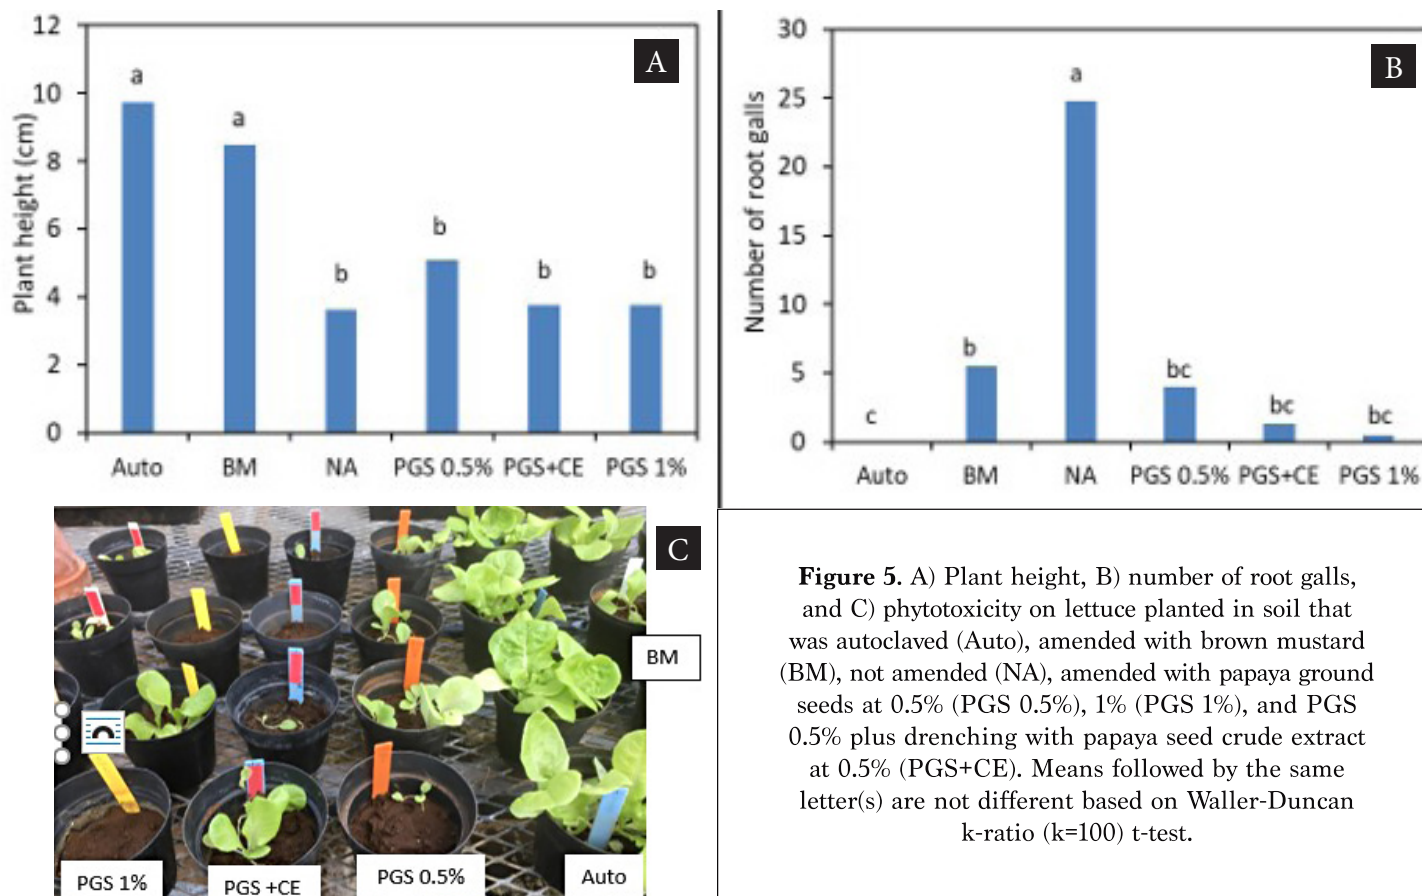 A
Plant height (cm)
12
10
8
6
4
2
0
a
a
b
b
b
b
Auto
BM
NA
PGS 0.5%
PGS+CE
PGS 1%
B
Number of root galls
30
25
20
15
10
5
0
c
b
a
bc
bc
bc
Auto
BM
NA
PGS 0.5%
PGS+CE
PGS 1%
C
BM
PGS 1%
PGS +CE
PGS 0.5%
Auto
Figure 5. A) Plant height, B) number of root galls,
and C) phytotoxicity on lettuce planted in soil that
was autoclaved (Auto), amended with brown mustard
(BM), not amended (NA), amended with papaya ground
seeds at 0.5% (PGS 0.5%), 1% (PGS 1%), and PGS
0.5% plus drenching with papaya seed crude extract
at 0.5% (PGS+CE). Means followed by the same
letter(s) are not different based on Waller-Duncan
k-ratio (k=100) t-test.